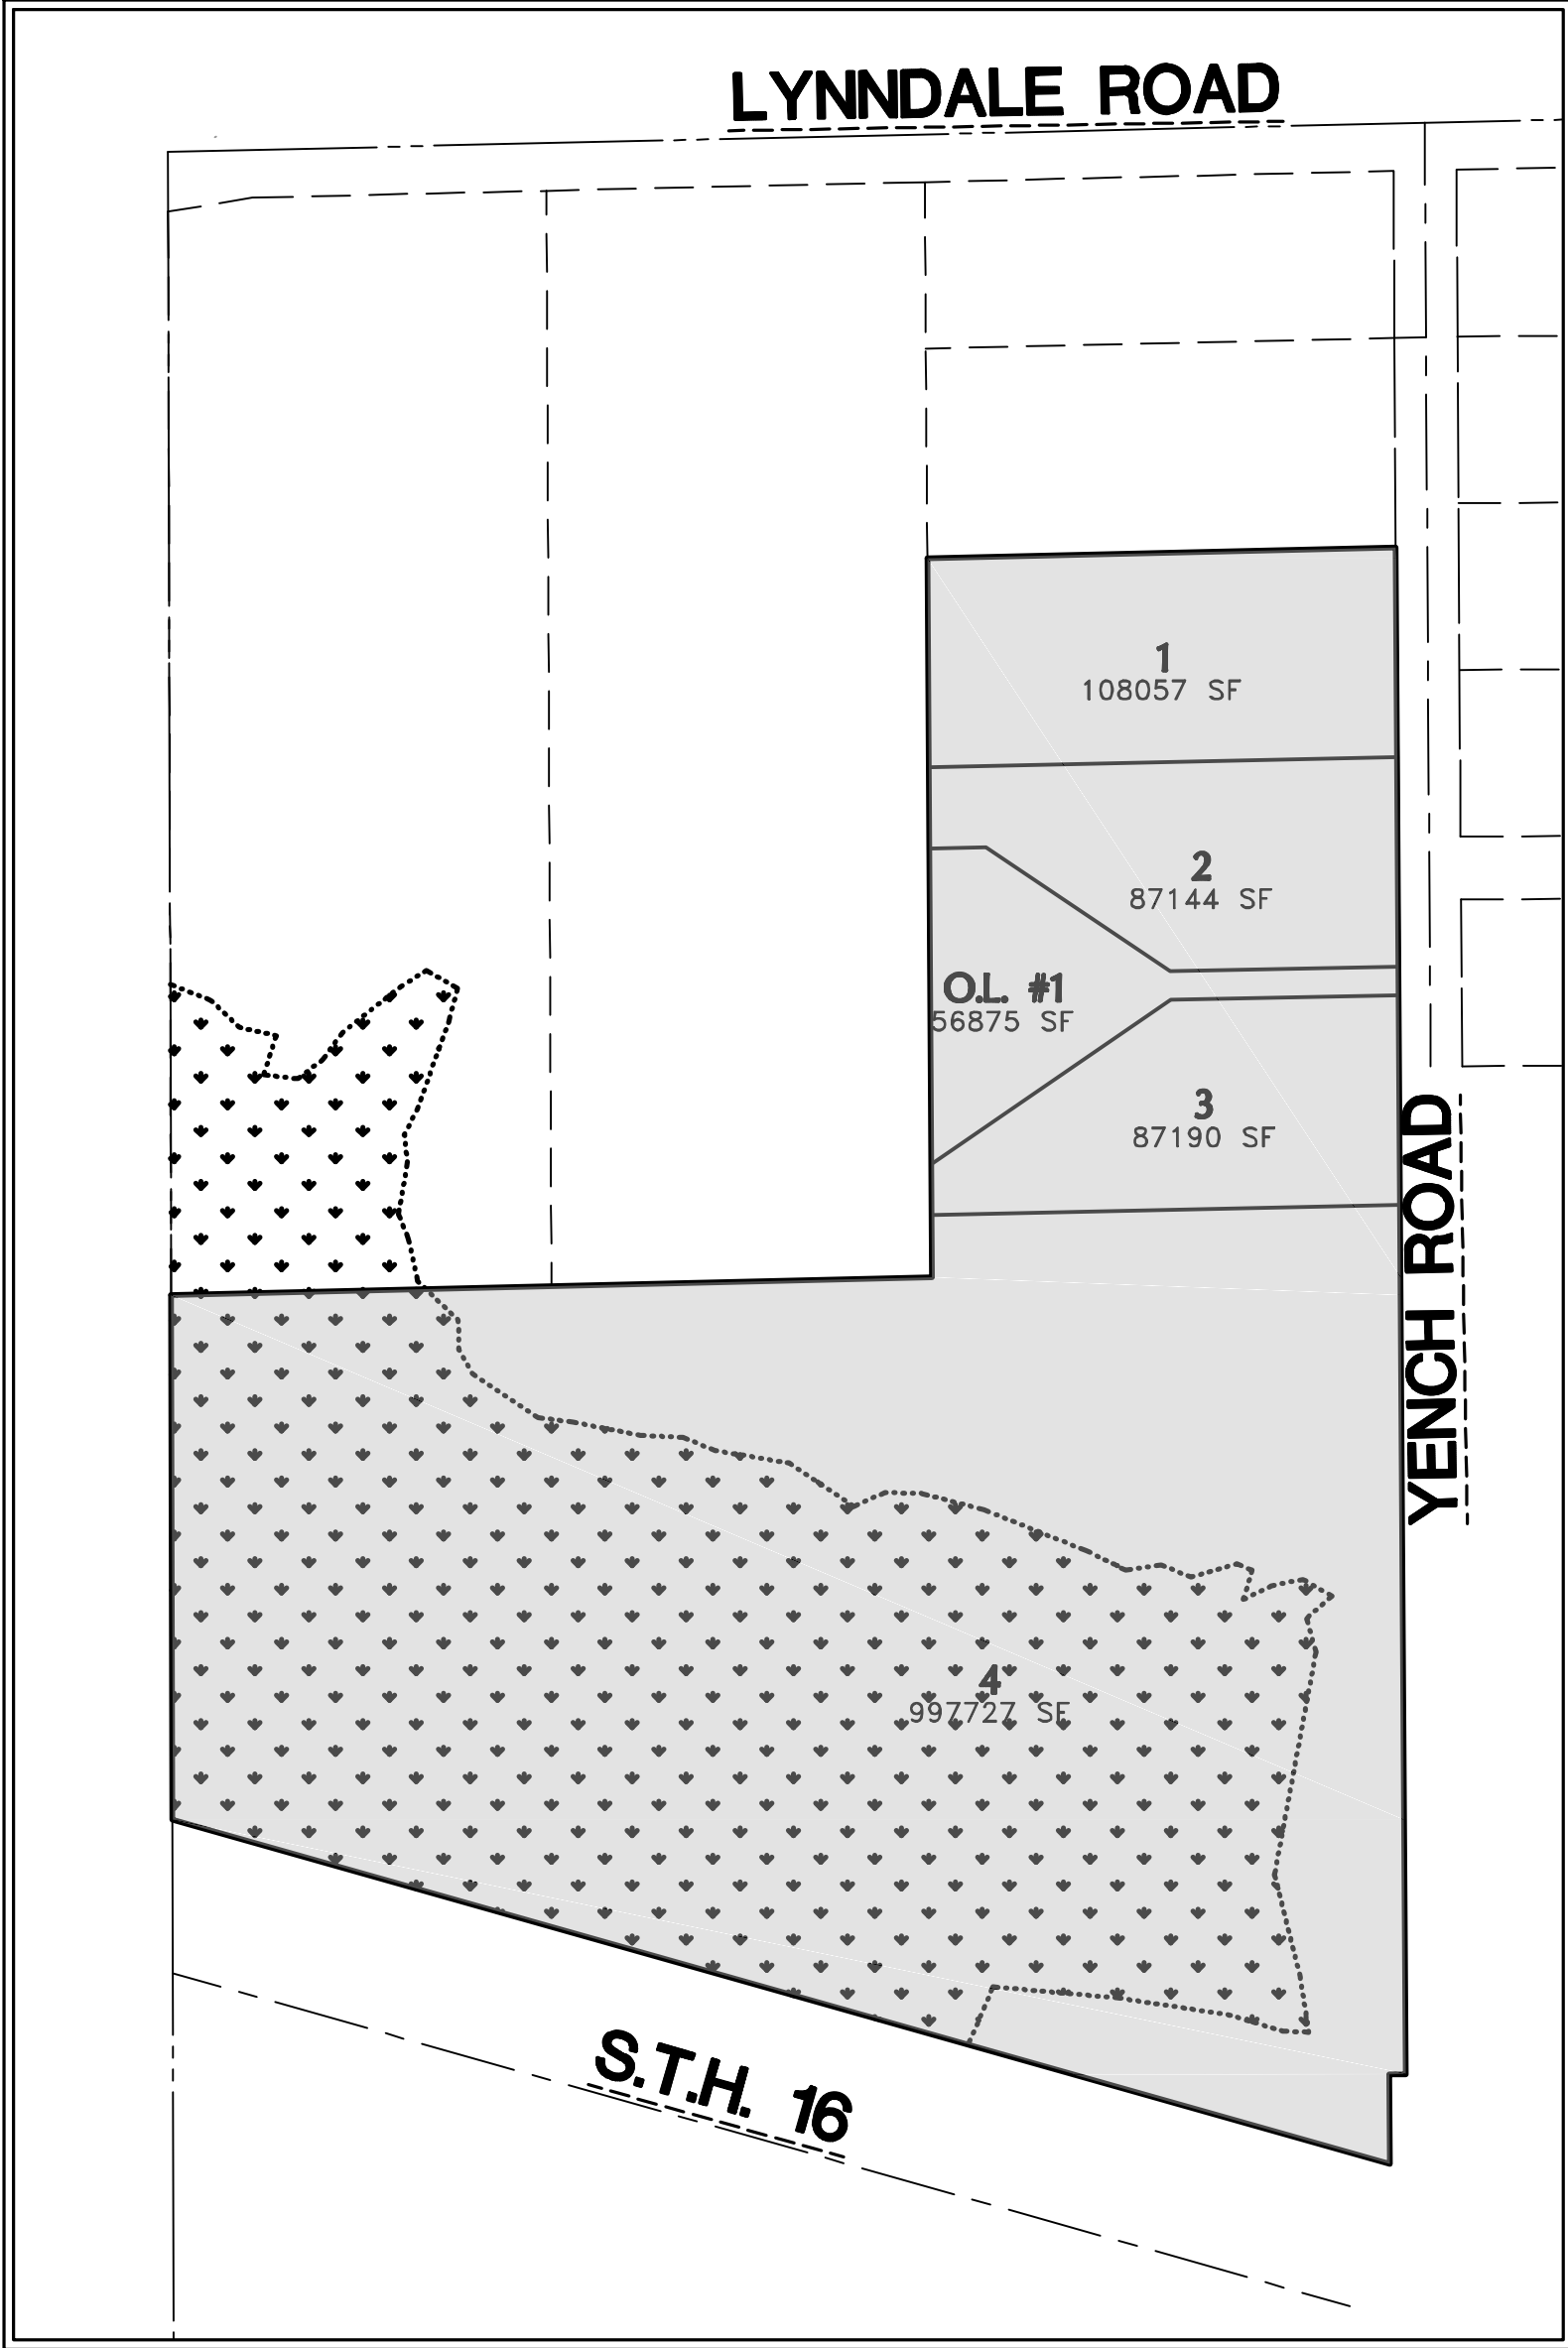 LYNNDALE ROAD
1
108057 SF
2
87144 SF
O.L. #1
56875 SF
3
87190 SF
YENCH ROAD
4
997727 SF
S.T.H. 16